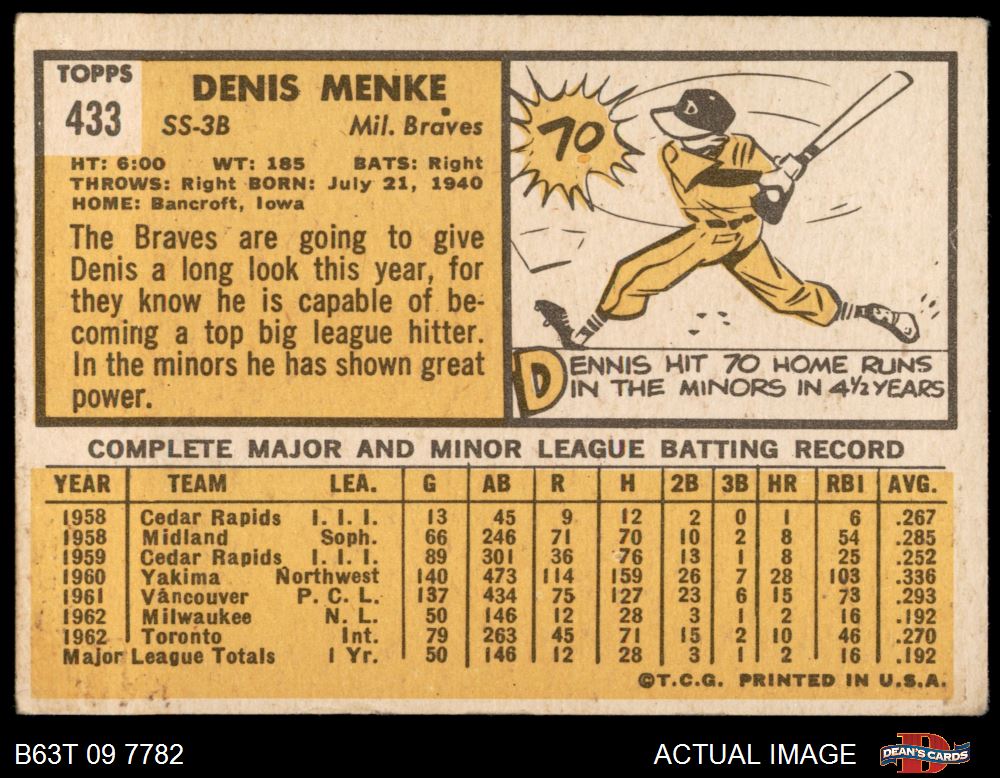 TOPPS
433
DENIS MENKE
SS-3B Mil. Braves
HT: 6:00 WT: 185 BATS: Right
THROWS: Right BORN: July 21, 1940
HOME: Bancroft, Iowa
The Braves are going to give
Denis a long look this year, for
they know he is capable of be-
coming a top big league hitter.
In the minors he has shown great
power.
70
D
DENNIS HIT 70 HOME RUNS
IN THE MINORS IN 4½ YEARS
COMPLETE MAJOR AND MINOR LEAGUE BATTING RECORD
YEAR TEAM LEA. G AB R H 2B 3B HR RBI AVG.
1958 Cedar Rapids I. I. I. 13 45 9 12 2 0 1 6 .267
1958 Midland Soph. 66 246 71 70 10 2 8 54 .285
1959 Cedar Rapids I. I. I. 89 301 36 76 13 1 8 25 .252
1960 Yakima Northwest 140 473 114 159 26 7 28 103 .336
1961 Vancouver P. C. L. 137 434 75 127 23 6 15 73 .293
1962 Milwaukee N. L. 50 146 12 28 3 1 2 16 .192
1962 Toronto Int. 79 263 45 71 15 2 10 46 .270
Major League Totals 1 Yr. 50 146 12 28 3 1 2 16 .192
©T.C.G. PRINTED IN U.S.A.
B63T 09 7782 ACTUAL IMAGE
D
DEAN'S CARDS